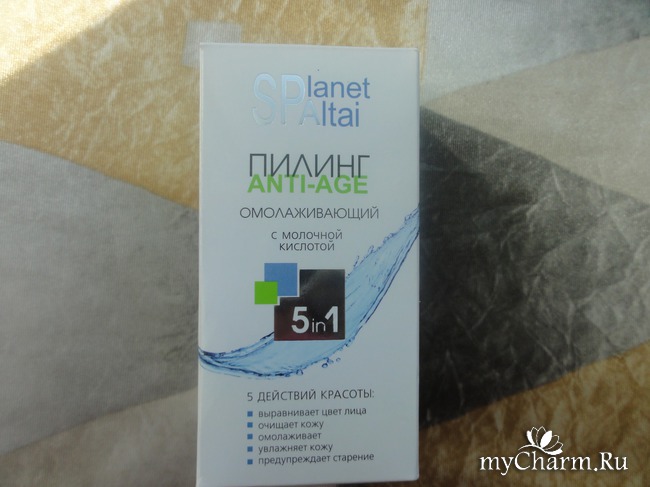 SPlanet
Altai
ПИЛИНГ
ANTI-AGE
ОМОЛАЖИВАЮЩИЙ
С МОЛОЧНОЙ
КИСЛОТОЙ
5in1
5 ДЕЙСТВИЙ КРАСОТЫ:
выравнивает цвет лица
очищает кожу
омолаживает
увлажняет кожу
предупреждает старение
myCharm.Ru